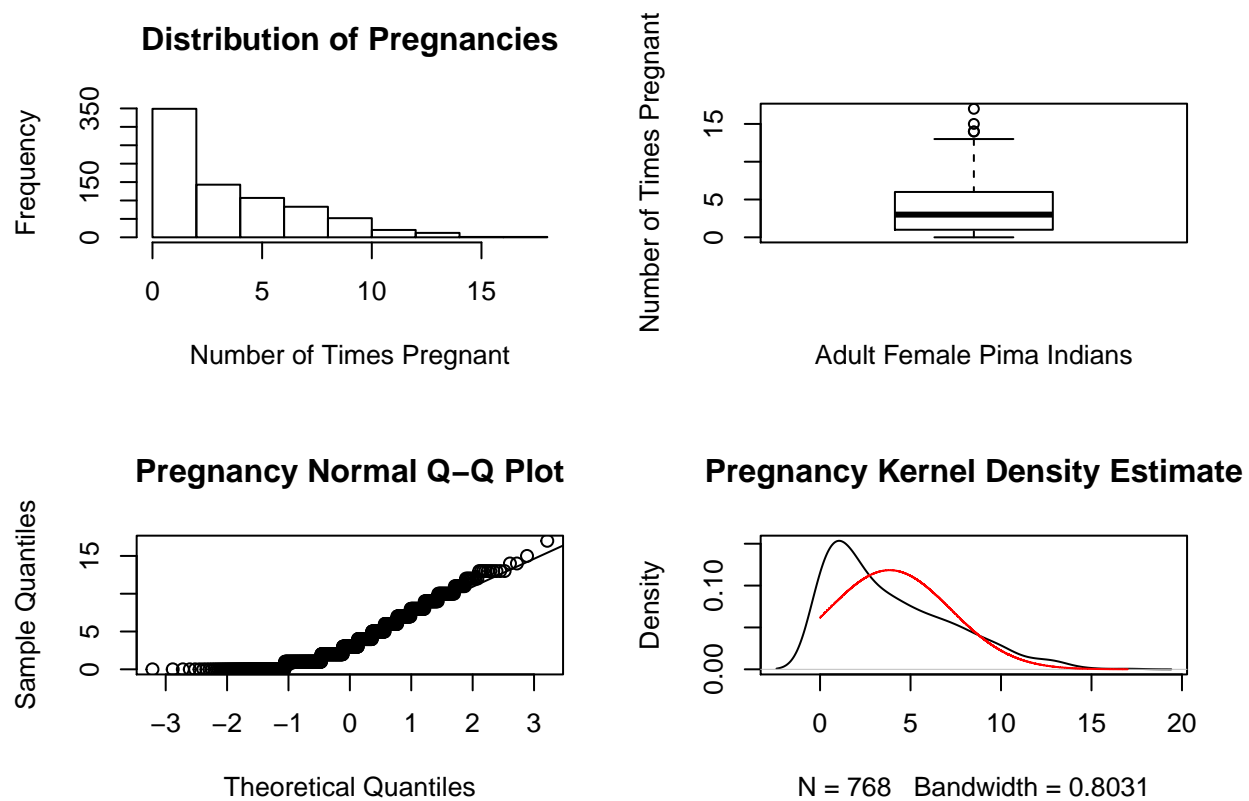 Distribution of Pregnancies
Frequency
0 150 350
0 5 10 15
Number of Times Pregnant
Number of Times Pregnant
0 5 15
Adult Female Pima Indians
Pregnancy Normal Q−Q Plot
Sample Quantiles
0 5 15
−3 −2 −1 0 1 2 3
Theoretical Quantiles
Pregnancy Kernel Density Estimate
Density
0.00 0.10
0 5 10 15 20
N = 768 Bandwidth = 0.8031